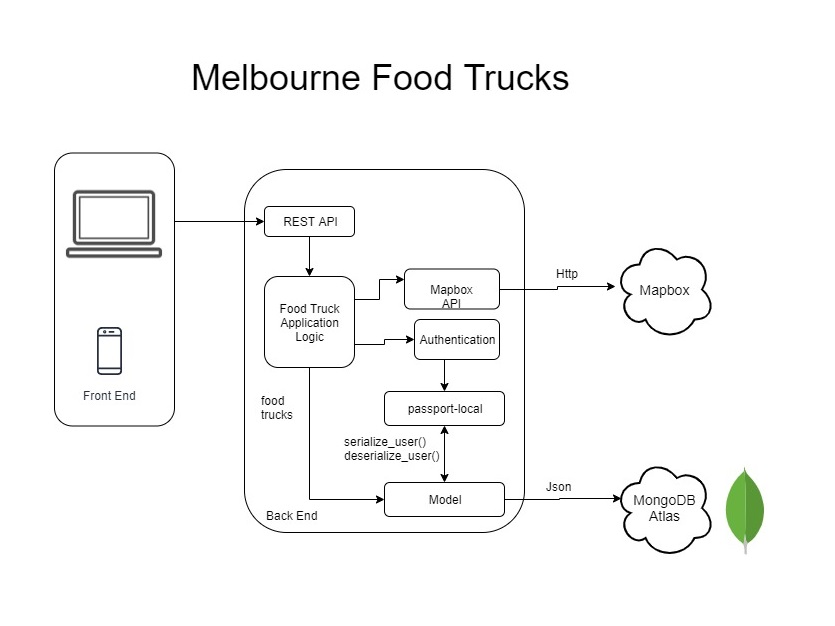 Melbourne Food Trucks
REST API
Food Truck
Application
Logic
Mapbox
API
Http
Mapbox
Authentication
Front End
food
trucks
passport-local
serialize_user()
deserialize_user()
Model
Json
MongoDB
Atlas
Back End